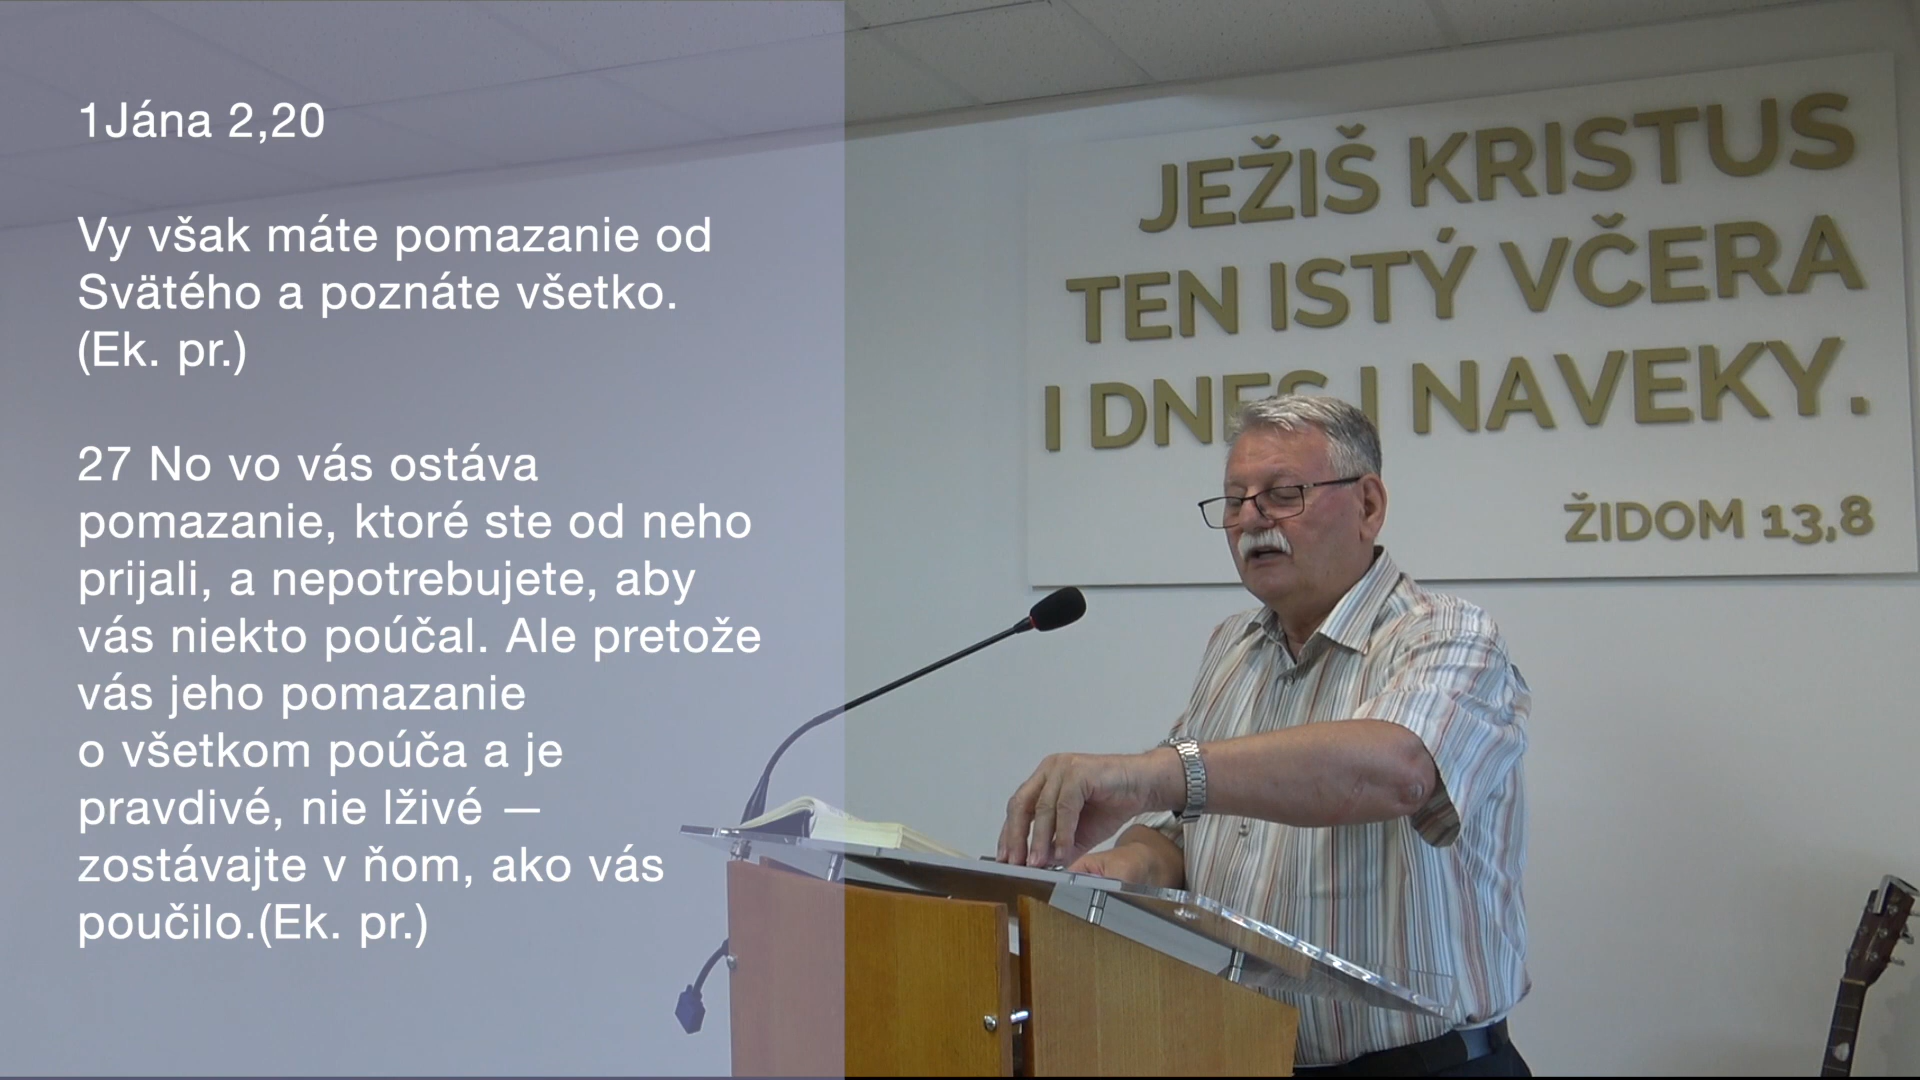 1Jána 2,20
Vy však máte pomazanie od
Svätého a poznáte všetko.
(Ek. pr.)
27 No vo vás ostáva
pomazanie, ktoré ste od neho
prijali, a nepotrebujete, aby
vás niekto poúčal. Ale pretože
vás jeho pomazanie
o všetkom poúča a je
pravdivé, nie lživé —
zostávajte v ňom, ako vás
poučilo.(Ek. pr.)
JEŽIŠ KRISTUS
TEN ISTÝ VČERA
I DNES I NAVEKY.
ŽIDOM 13,8